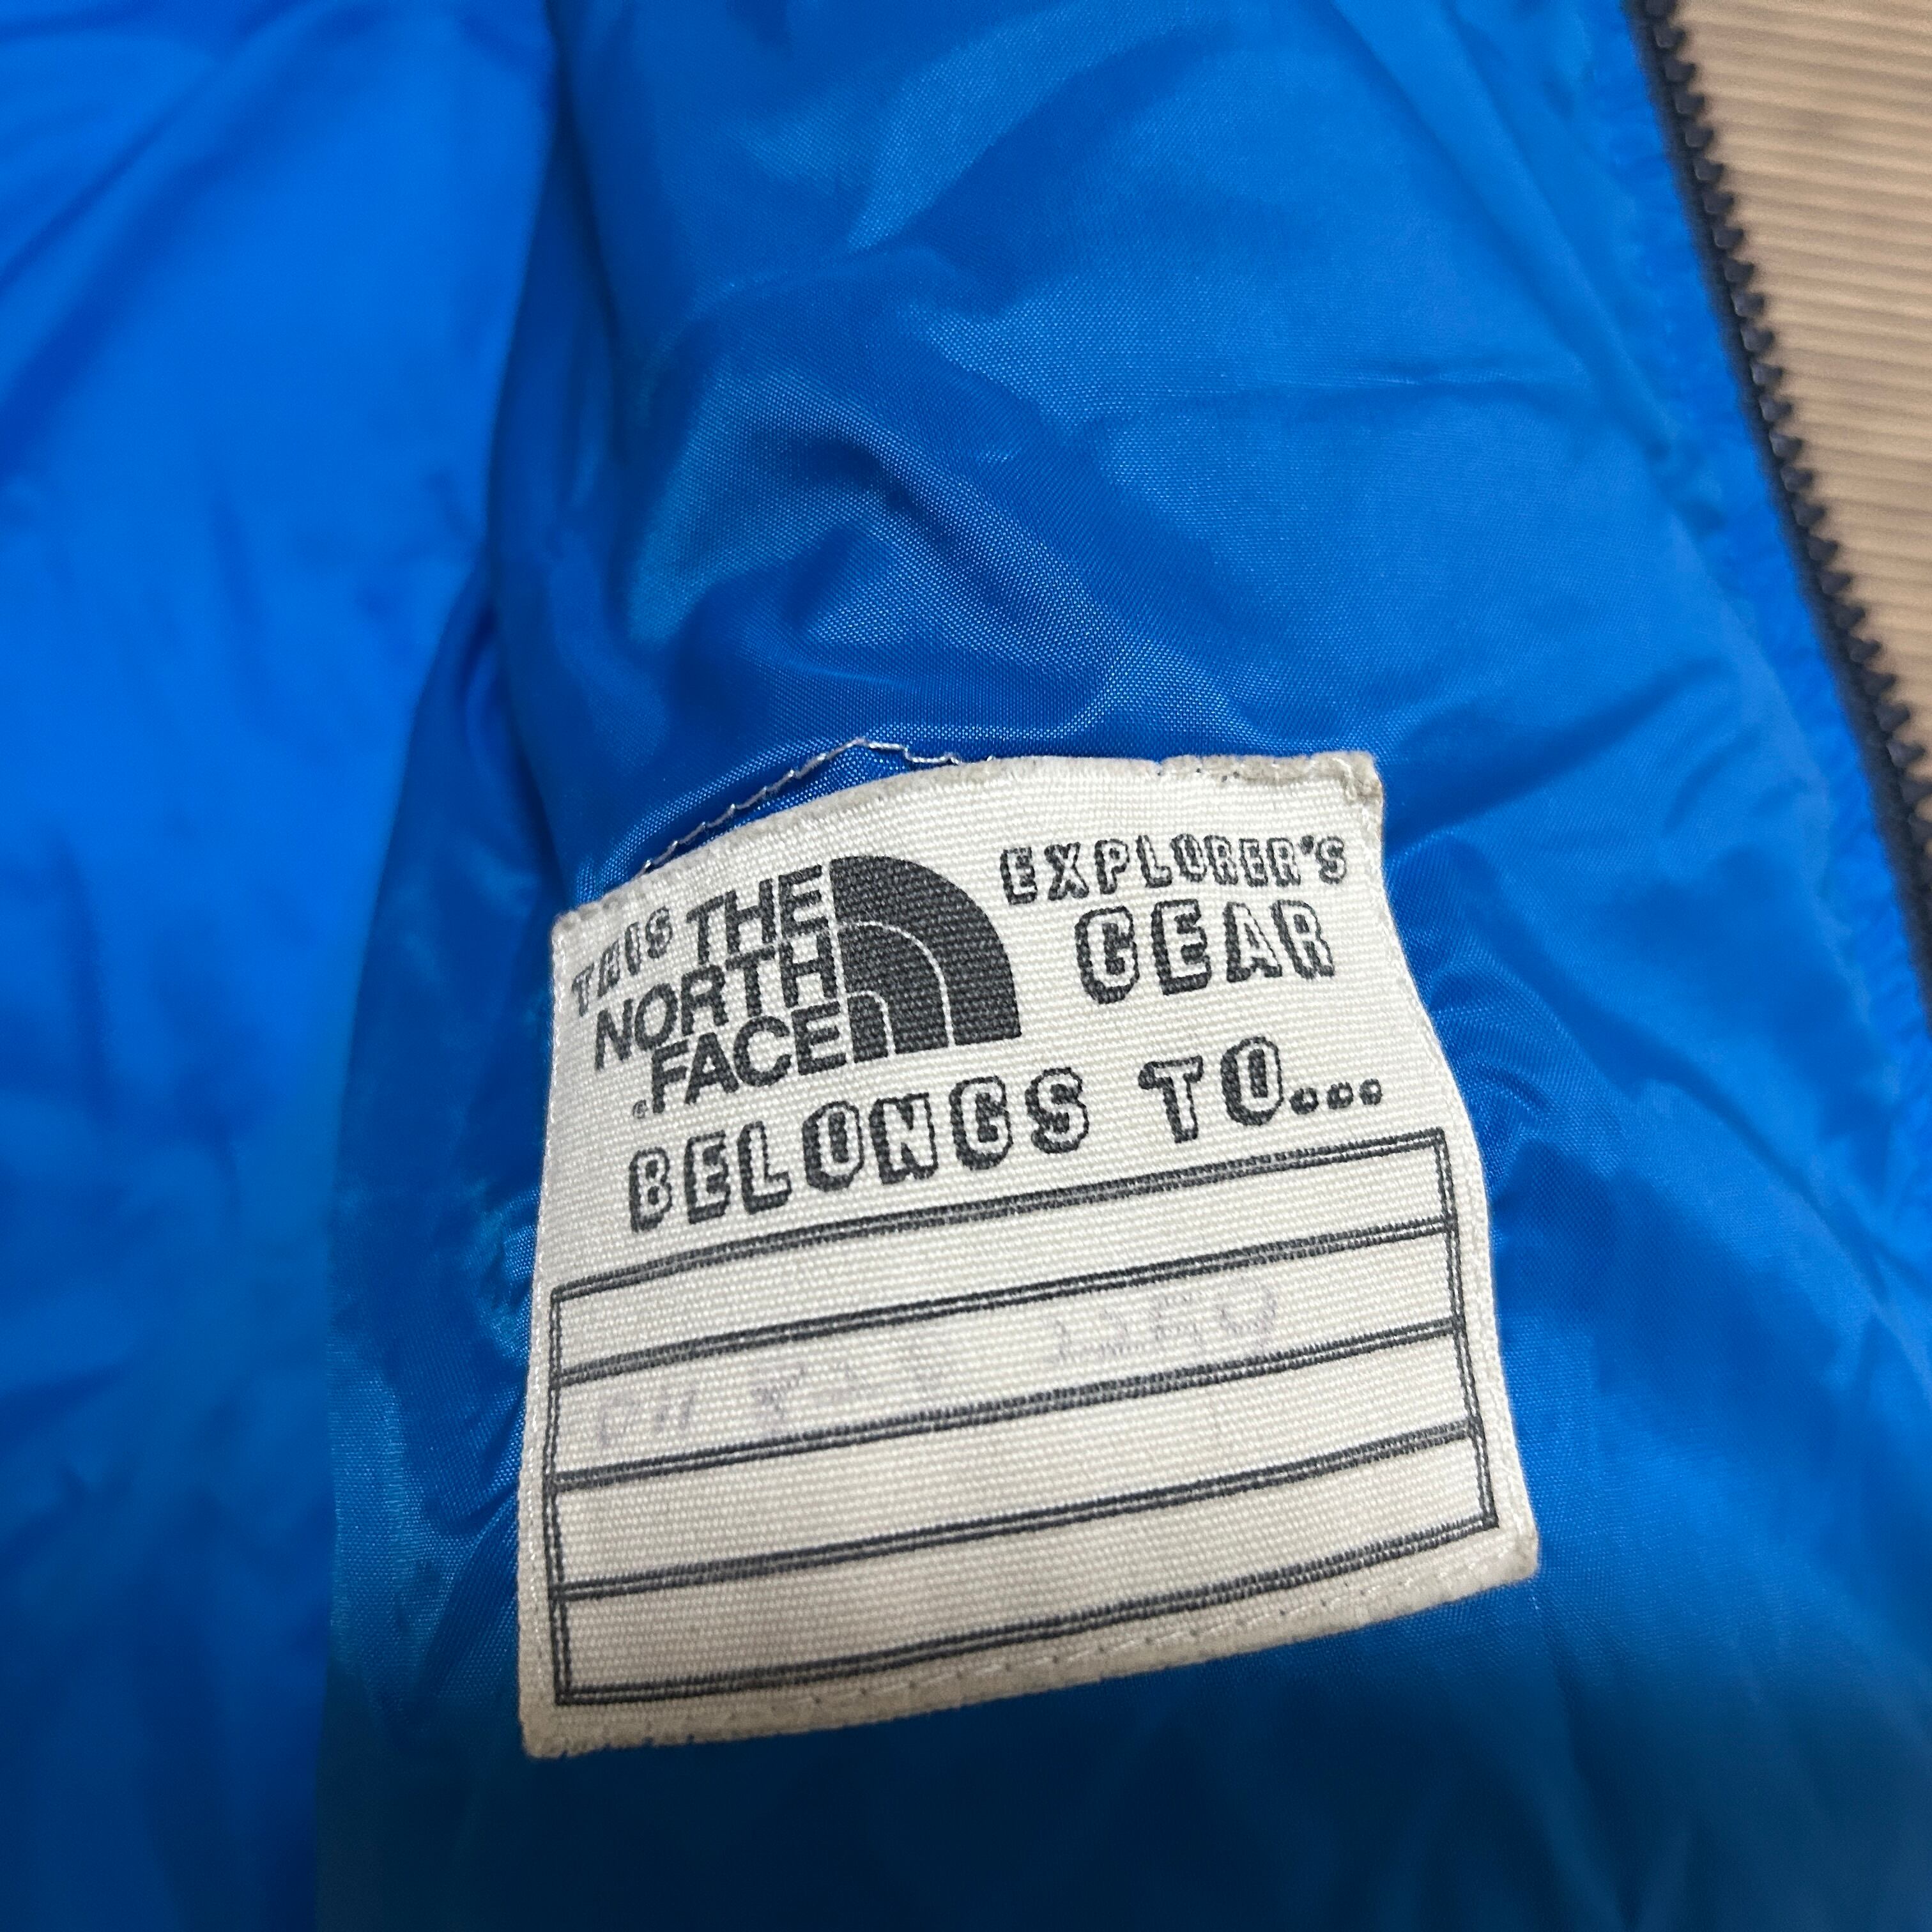 THIS THE NORTH FACE EXPLORER'S GEAR
BELONGS TO...